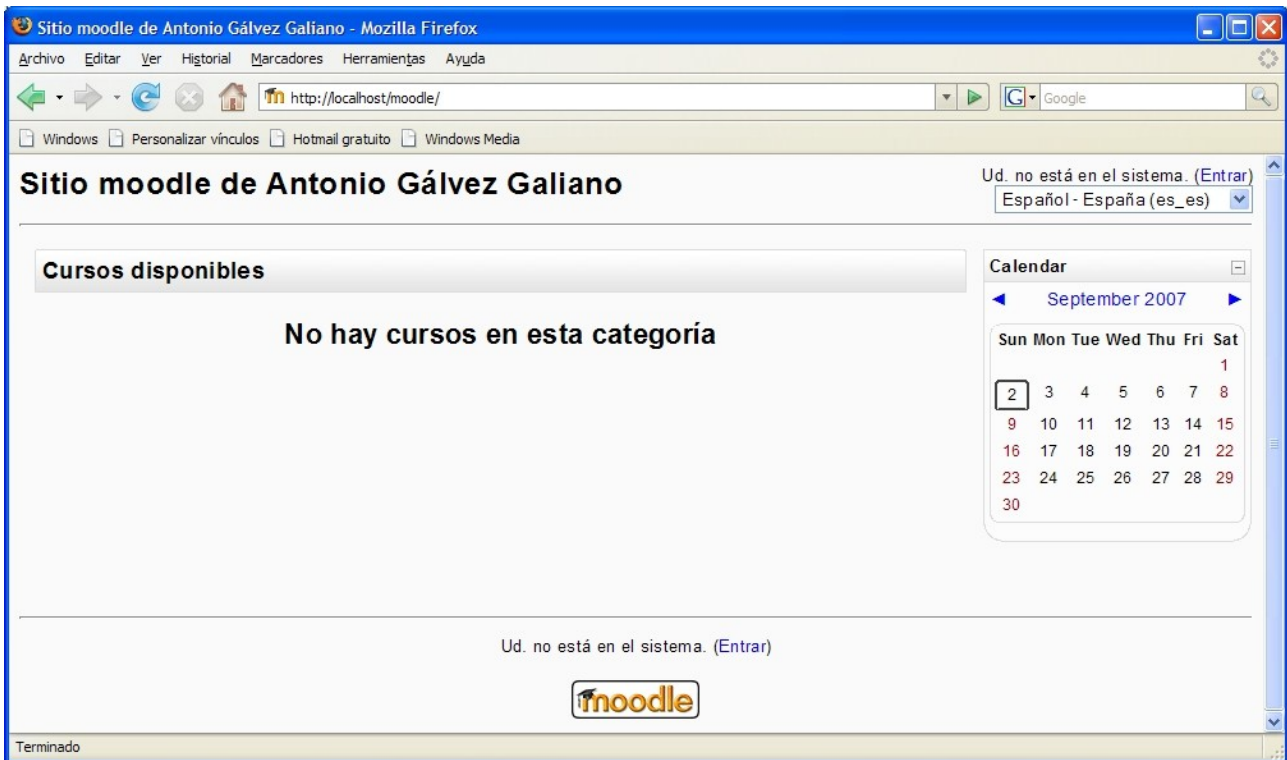 Sitio moodle de Antonio Gálvez Galiano - Mozilla Firefox
Archivo Editar Ver Historial Marcadores Herramientas Ayuda
http://localhost/moodle/ G Google
Windows Personalizar vínculos Hotmail gratuito Windows Media
Sitio moodle de Antonio Gálvez Galiano
Ud. no está en el sistema. (Entrar)
Español - España (es_es)
Cursos disponibles
No hay cursos en esta categoría
Calendar
September 2007
Sun Mon Tue Wed Thu Fri Sat
1
2 3 4 5 6 7 8
9 10 11 12 13 14 15
16 17 18 19 20 21 22
23 24 25 26 27 28 29
30
Ud. no está en el sistema. (Entrar)
moodle
Terminado